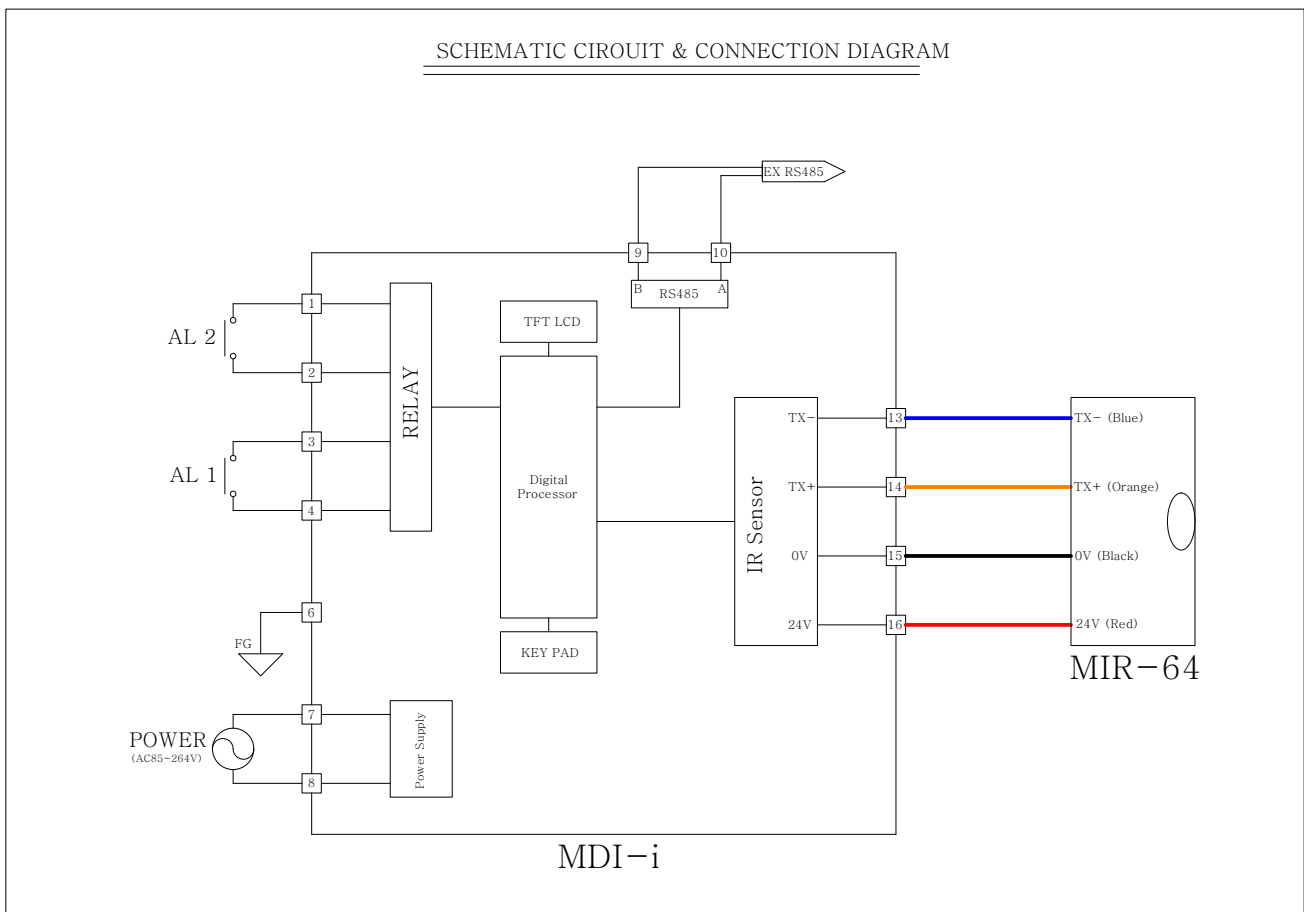 SCHEMATIC CIROUIT & CONNECTION DIAGRAM
EX RS485
9
10
B
RS485
A
1
AL 2
2
3
AL 1
4
RELAY
TFT LCD
Digital
Processor
KEY PAD
IR Sensor
TX-
TX+
0V
24V
13
14
15
16
TX- (Blue)
TX+ (Orange)
0V (Black)
24V (Red)
MIR-64
6
FG
7
POWER
(AC85~264V)
8
Power Supply
MDI-i